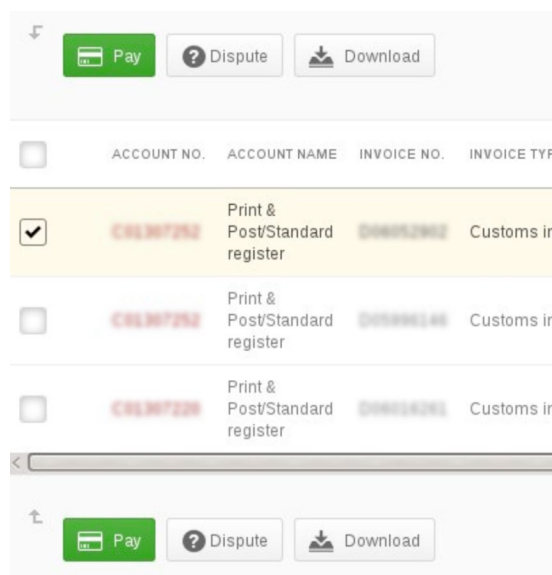 Pay Dispute Download
ACCOUNT NO. ACCOUNT NAME INVOICE NO. INVOICE TYP
Print &
Post/Standard Customs in
register
Print &
Post/Standard Customs in
register
Print &
Post/Standard Customs in
register
Pay Dispute Download